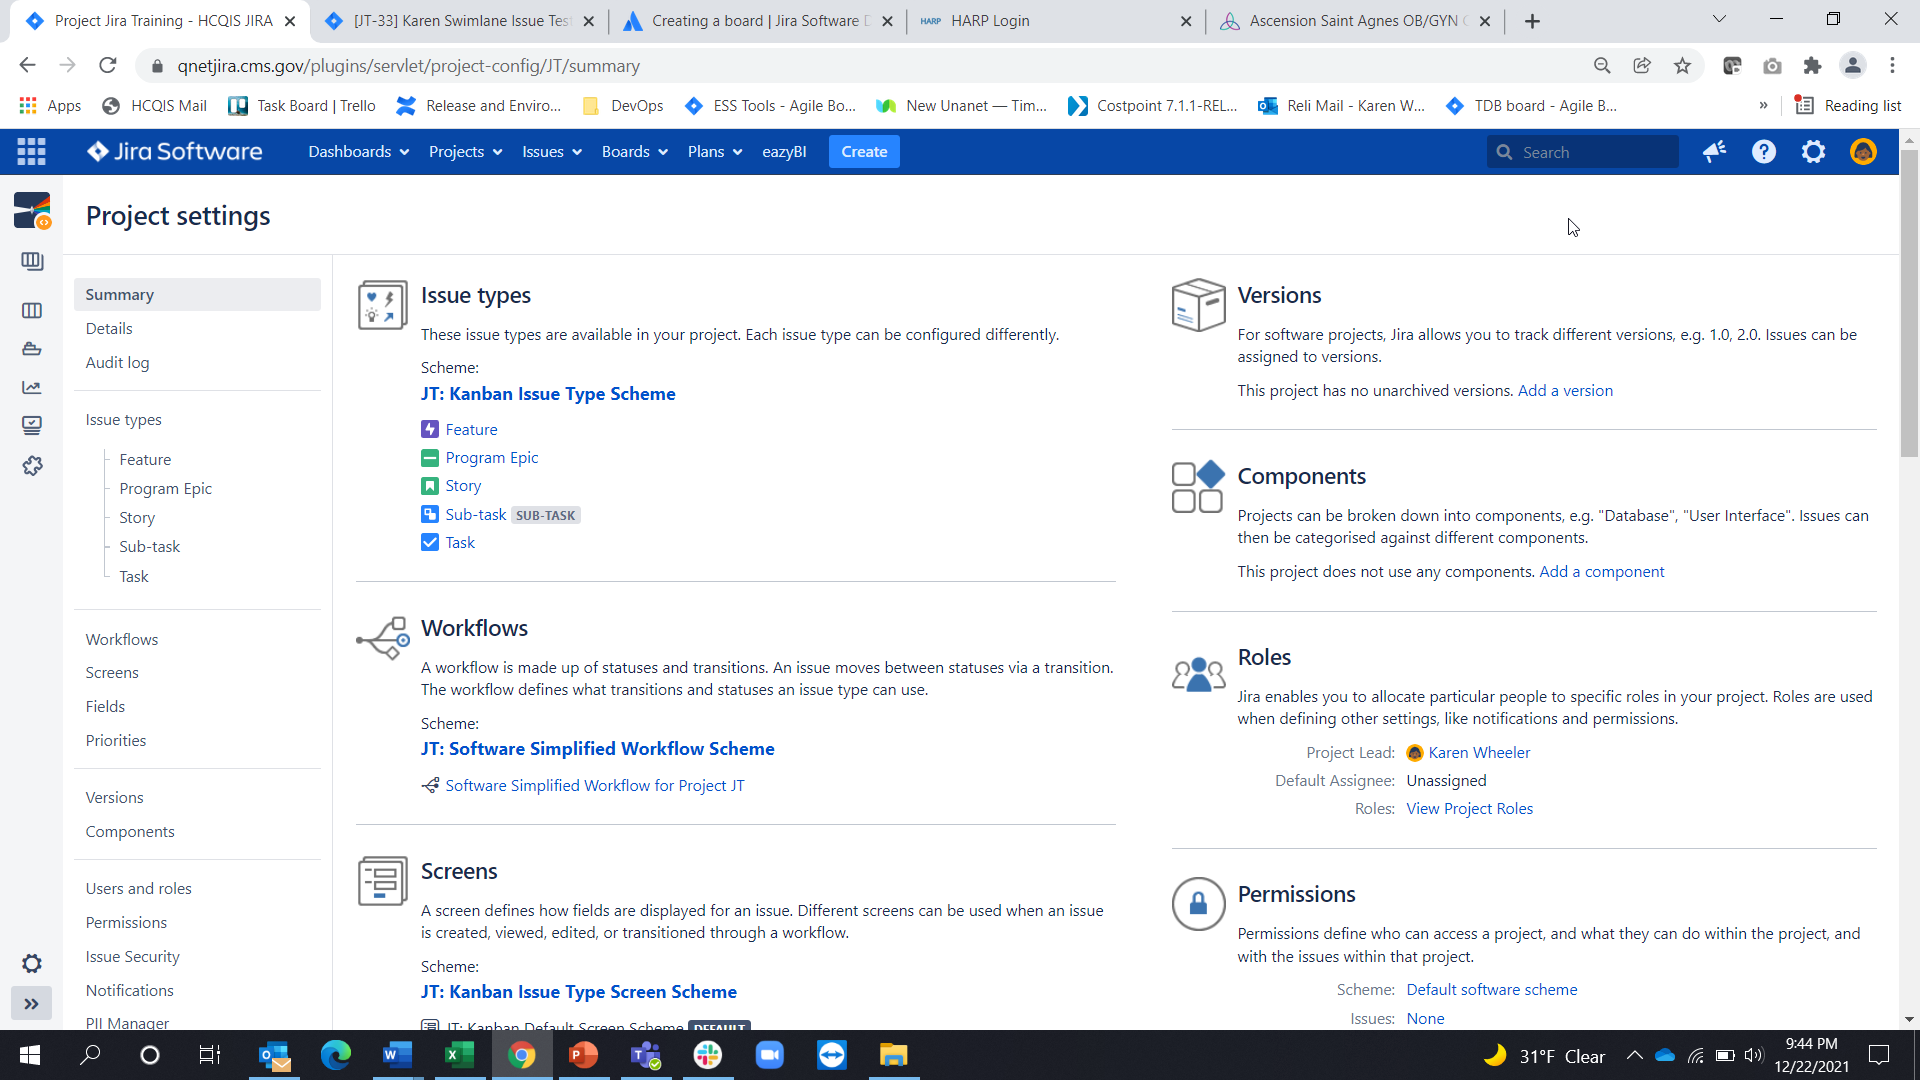 Project Jira Training - HCQIS JIRA
[JT-33] Karen Swimlane Issue Tes
Creating a board | Jira Software D
HARP
HARP Login
Ascension Saint Agnes OB/GYN
qnetjira.cms.gov/plugins/servlet/project-config/JT/summary
Apps
HCQIS Mail
Task Board | Trello
Release and Enviro...
DevOps
ESS Tools - Agile Bo...
New Unanet — Tim...
Costpoint 7.1.1-REL...
Reli Mail - Karen W...
TDB board - Agile B...
»
Reading list
Jira Software
Dashboards
Projects
Issues
Boards
Plans
eazyBI
Create
Search
Project settings
Summary
Details
Audit log
Issue types
Feature
Program Epic
Story
Sub-task
Task
Workflows
Screens
Fields
Priorities
Versions
Components
Users and roles
Permissions
Issue Security
Notifications
PII Manager
Issue types
These issue types are available in your project. Each issue type can be configured differently.
Scheme:
JT: Kanban Issue Type Scheme
Feature
Program Epic
Story
Sub-task SUB-TASK
Task
Workflows
A workflow is made up of statuses and transitions. An issue moves between statuses via a transition.
The workflow defines what transitions and statuses an issue type can use.
Scheme:
JT: Software Simplified Workflow Scheme
Software Simplified Workflow for Project JT
Screens
A screen defines how fields are displayed for an issue. Different screens can be used when an issue
is created, viewed, edited, or transitioned through a workflow.
Scheme:
JT: Kanban Issue Type Screen Scheme
JT: Kanban Default Screen Scheme DEFAULT
Versions
For software projects, Jira allows you to track different versions, e.g. 1.0, 2.0. Issues can be
assigned to versions.
This project has no unarchived versions. Add a version
Components
Projects can be broken down into components, e.g. "Database", "User Interface". Issues can
then be categorised against different components.
This project does not use any components. Add a component
Roles
Jira enables you to allocate particular people to specific roles in your project. Roles are used
when defining other settings, like notifications and permissions.
Project Lead: Karen Wheeler
Default Assignee: Unassigned
Roles: View Project Roles
Permissions
Permissions define who can access a project, and what they can do within the project, and
with the issues within that project.
Scheme: Default software scheme
Issues: None
31°F Clear
9:44 PM
12/22/2021